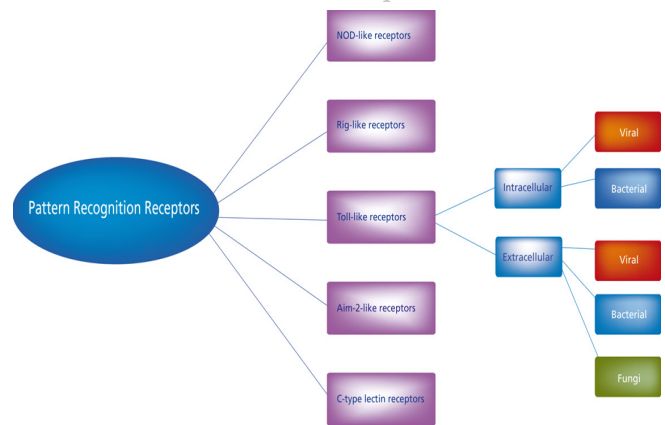 NOD-like receptors
Rig-like receptors
Viral
Pattern Recognition Receptors
Toll-like receptors
Intracellular
Bacterial
Extracellular
Viral
Aim-2-like receptors
Bacterial
C-type lectin receptors
Fungi